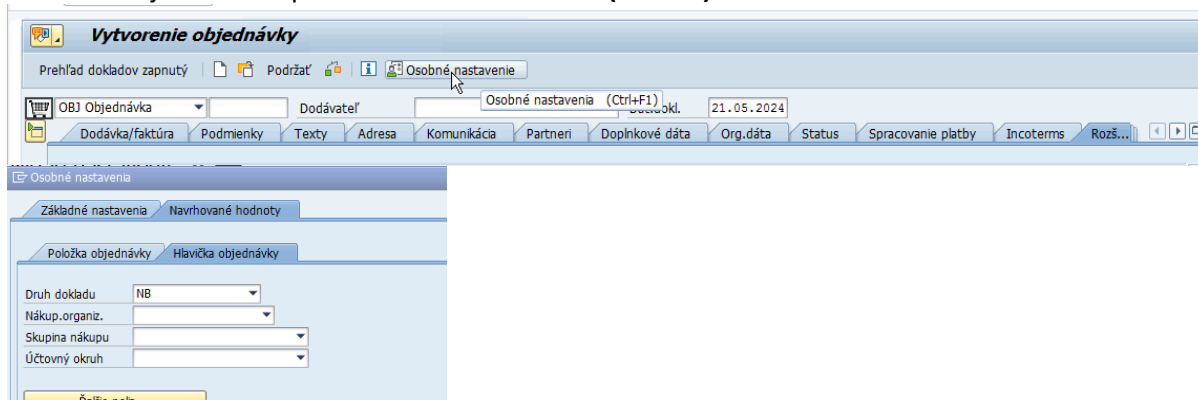 Vytvorenie objednávky
Prehľad dokladov zapnutý Podržať Osobné nastavenie
Osobné nastavenia (Ctrl+F1)
OBJ Objednávka Dodávateľ 21.05.2024
Dodávka/faktúra Podmienky Texty Adresa Komunikácia Partneri Doplnkové dáta Org.dáta Status Spracovanie platby Incoterms Rozš...
Osobné nastavenia
Základné nastavenia Navrhované hodnoty
Položka objednávky Hlavička objednávky
Druh dokladu NB
Nákup.organiz.
Skupina nákupu
Účtovný okruh